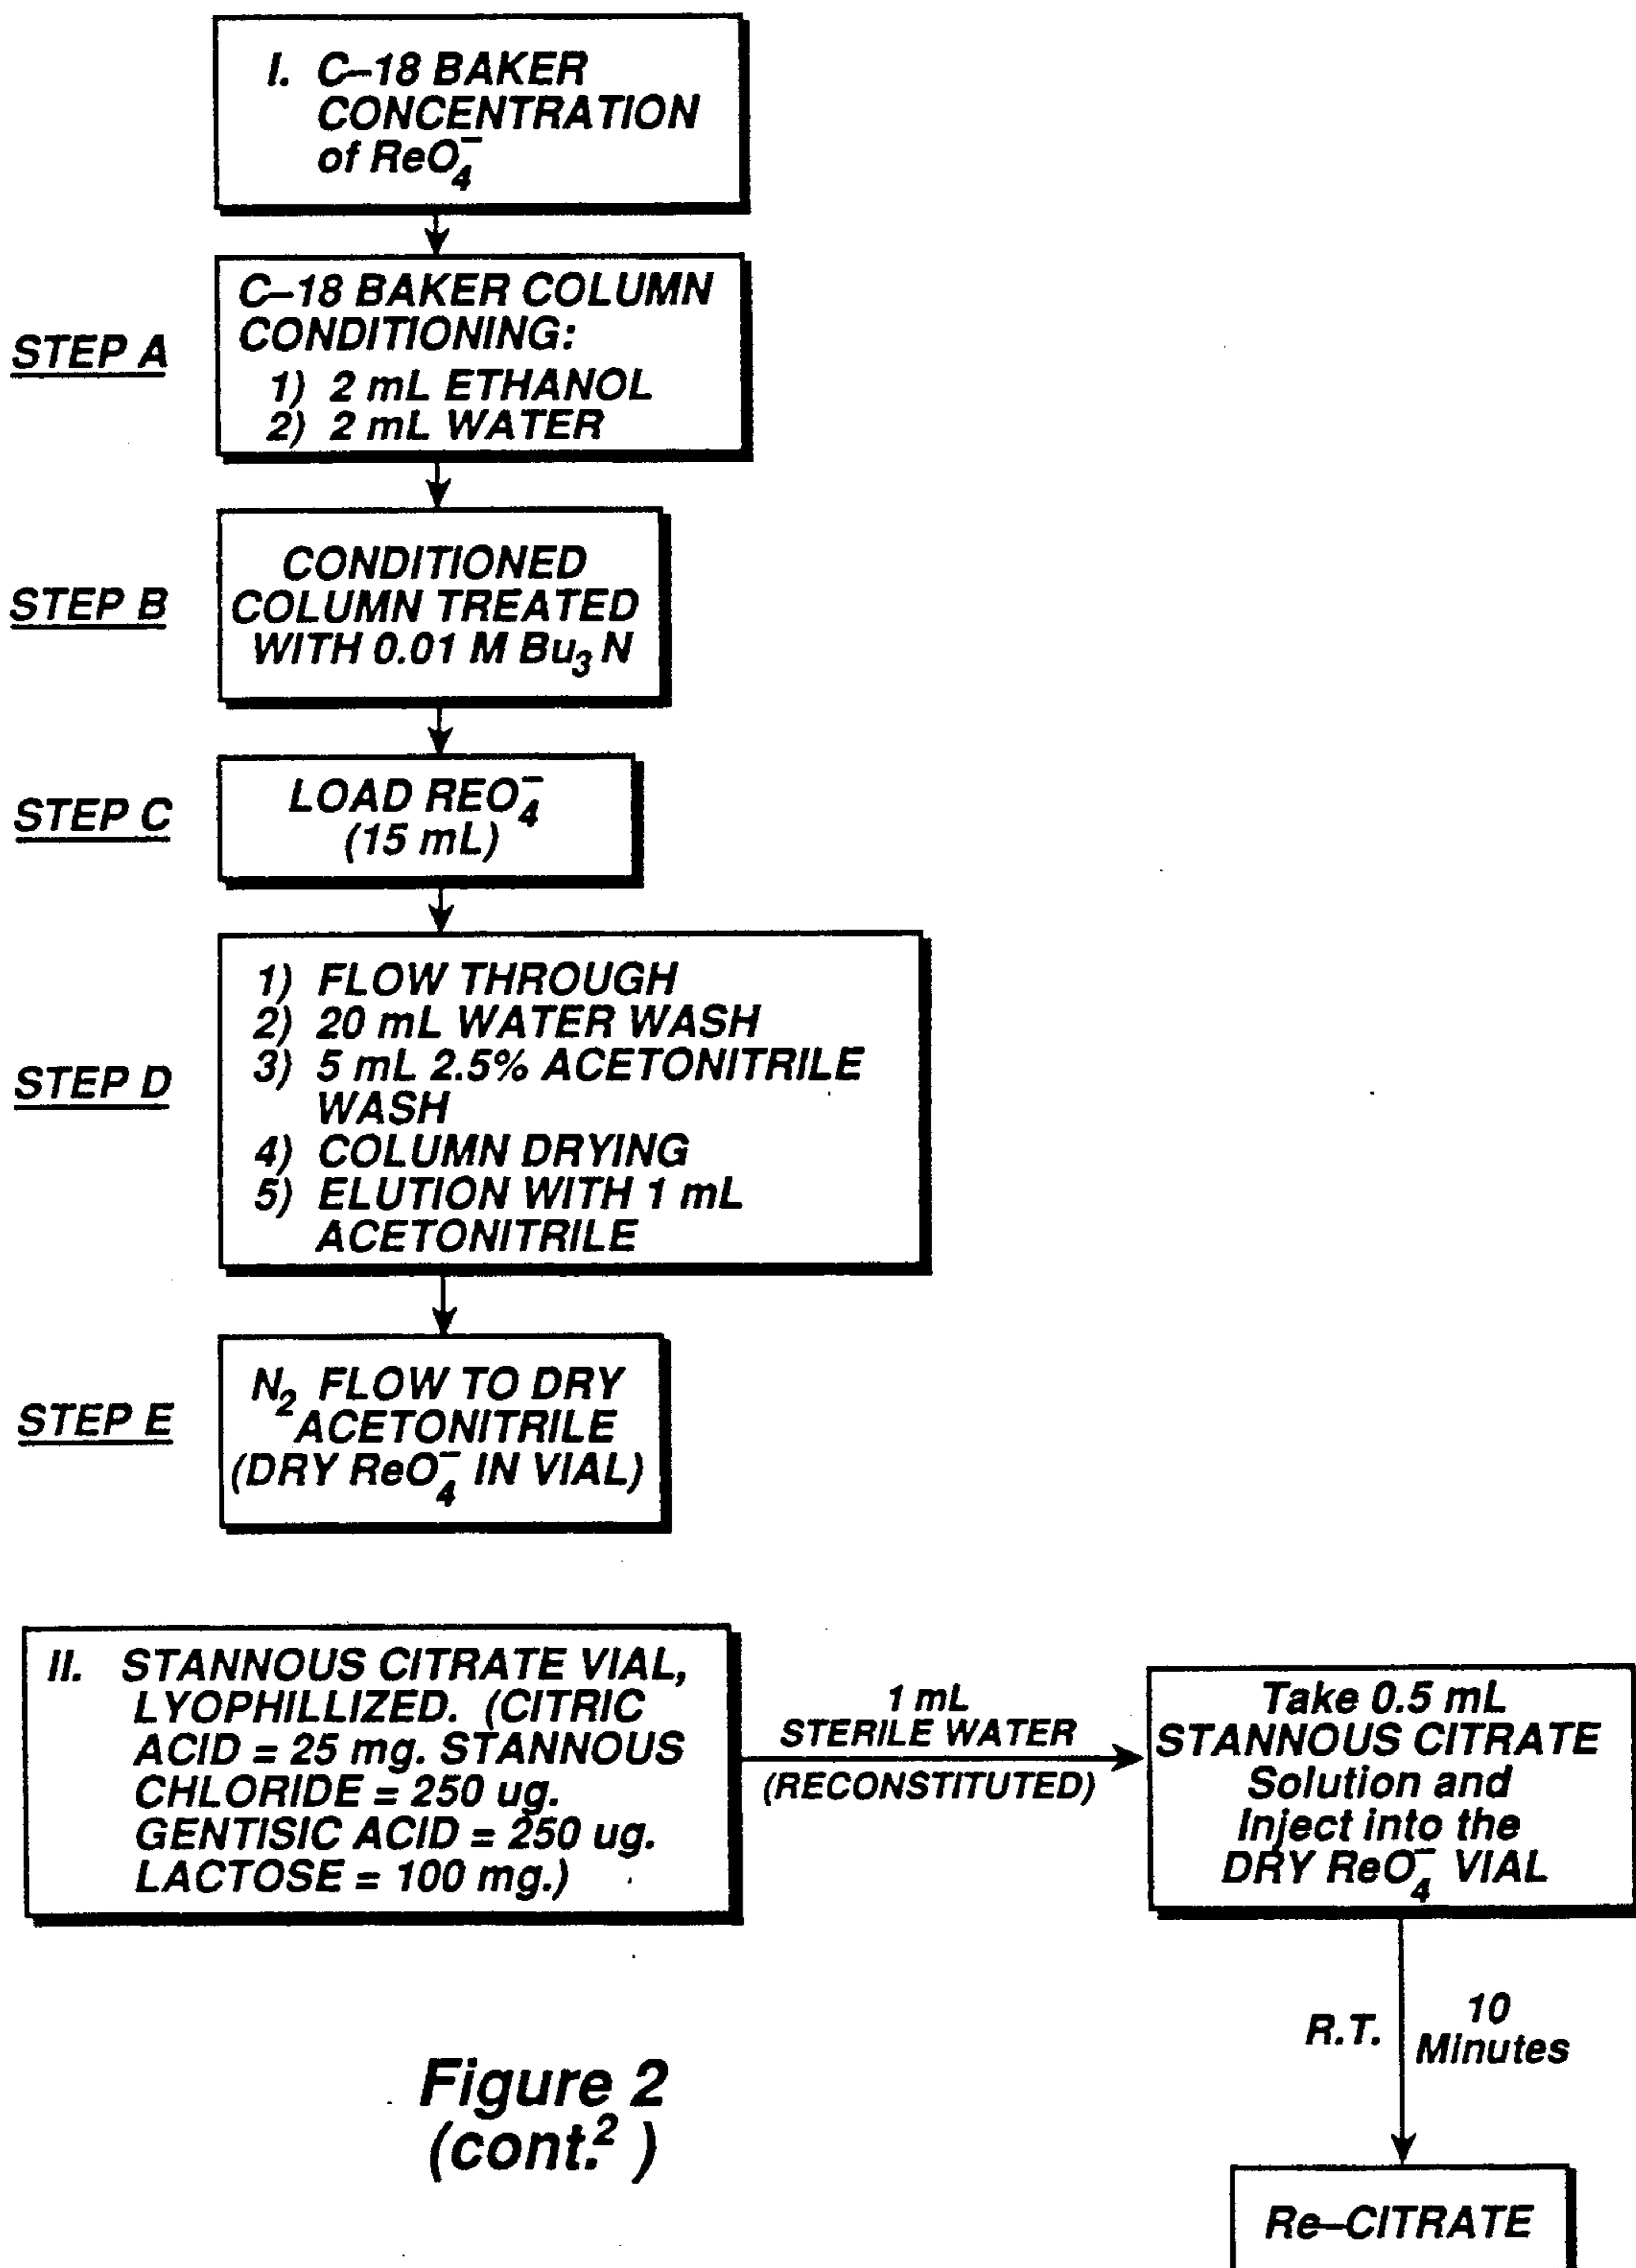 I. C–18 BAKER
CONCENTRATION
of ReO₄⁻
C–18 BAKER COLUMN
CONDITIONING:
1) 2 mL ETHANOL
2) 2 mL WATER
STEP A
CONDITIONED
COLUMN TREATED
WITH 0.01 M Bu₃ N
STEP B
LOAD REO₄⁻
(15 mL)
STEP C
1) FLOW THROUGH
2) 20 mL WATER WASH
3) 5 mL 2.5% ACETONITRILE
WASH
4) COLUMN DRYING
5) ELUTION WITH 1 mL
ACETONITRILE
STEP D
N₂ FLOW TO DRY
ACETONITRILE
(DRY ReO₄⁻ IN VIAL)
STEP E
II. STANNOUS CITRATE VIAL,
LYOPHILLIZED. (CITRIC
ACID = 25 mg. STANNOUS
CHLORIDE = 250 ug.
GENTISIC ACID = 250 ug.
LACTOSE = 100 mg.)
1 mL
STERILE WATER
(RECONSTITUTED)
Take 0.5 mL
STANNOUS CITRATE
Solution and
Inject into the
DRY ReO₄⁻ VIAL
R.T. 10
Minutes
Re–CITRATE
Figure 2
(cont.² )